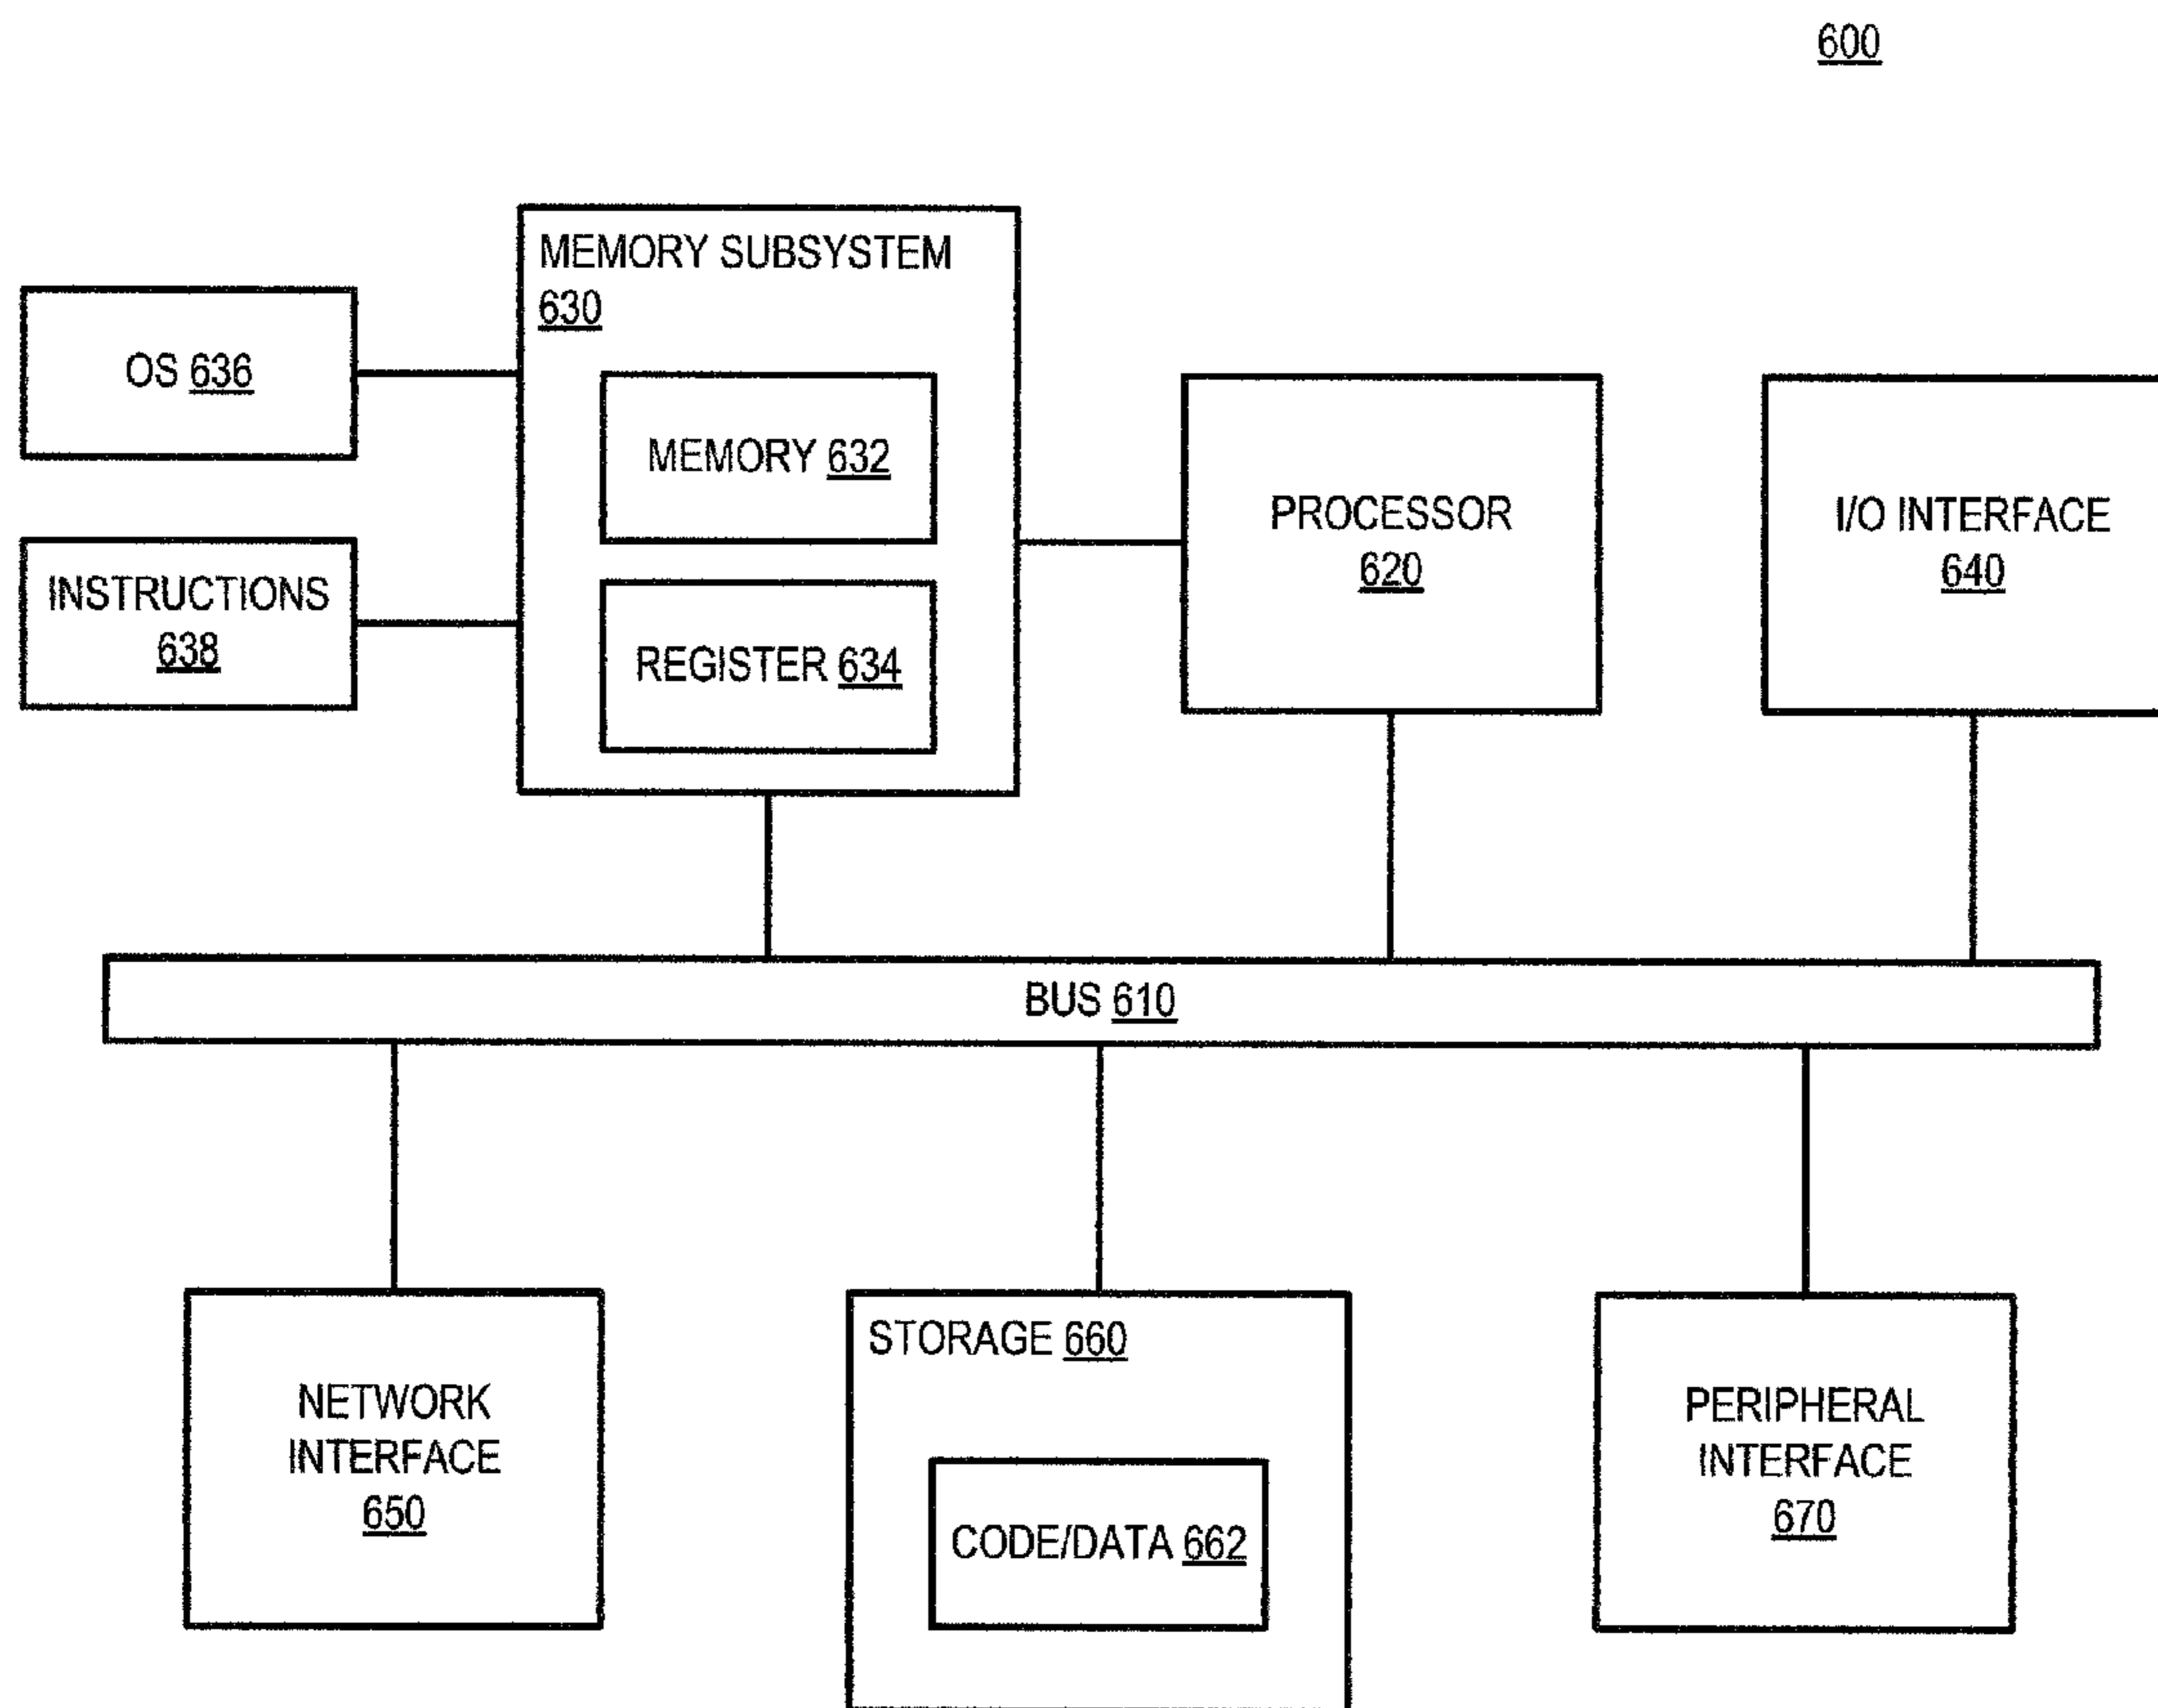 600
MEMORY SUBSYSTEM
630
OS 636
MEMORY 632
INSTRUCTIONS
638
REGISTER 634
PROCESSOR
620
I/O INTERFACE
640
BUS 610
NETWORK
INTERFACE
650
STORAGE 660
CODE/DATA 662
PERIPHERAL
INTERFACE
670